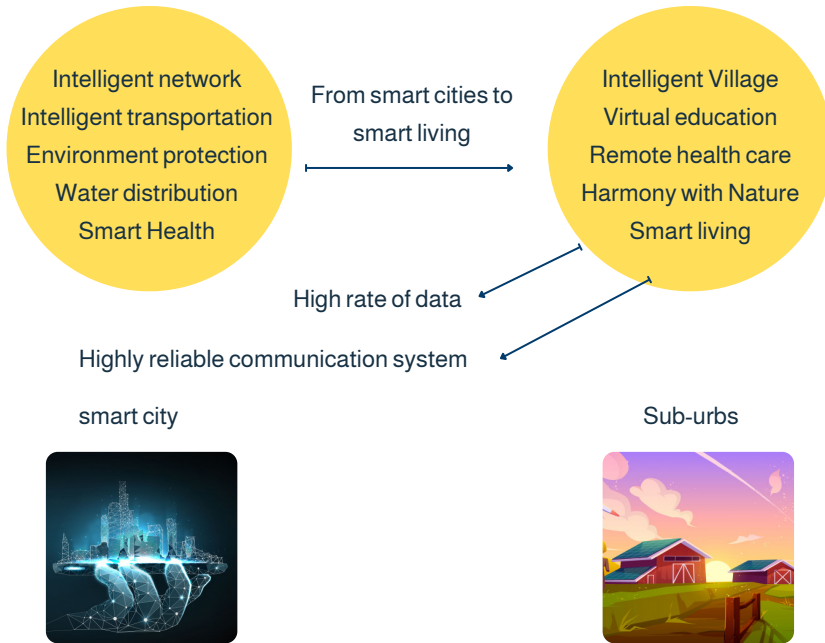 Intelligent network
Intelligent transportation
Environment protection
Water distribution
Smart Health
From smart cities to
smart living
Intelligent Village
Virtual education
Remote health care
Harmony with Nature
Smart living
High rate of data
Highly reliable communication system
smart city
Sub-urbs